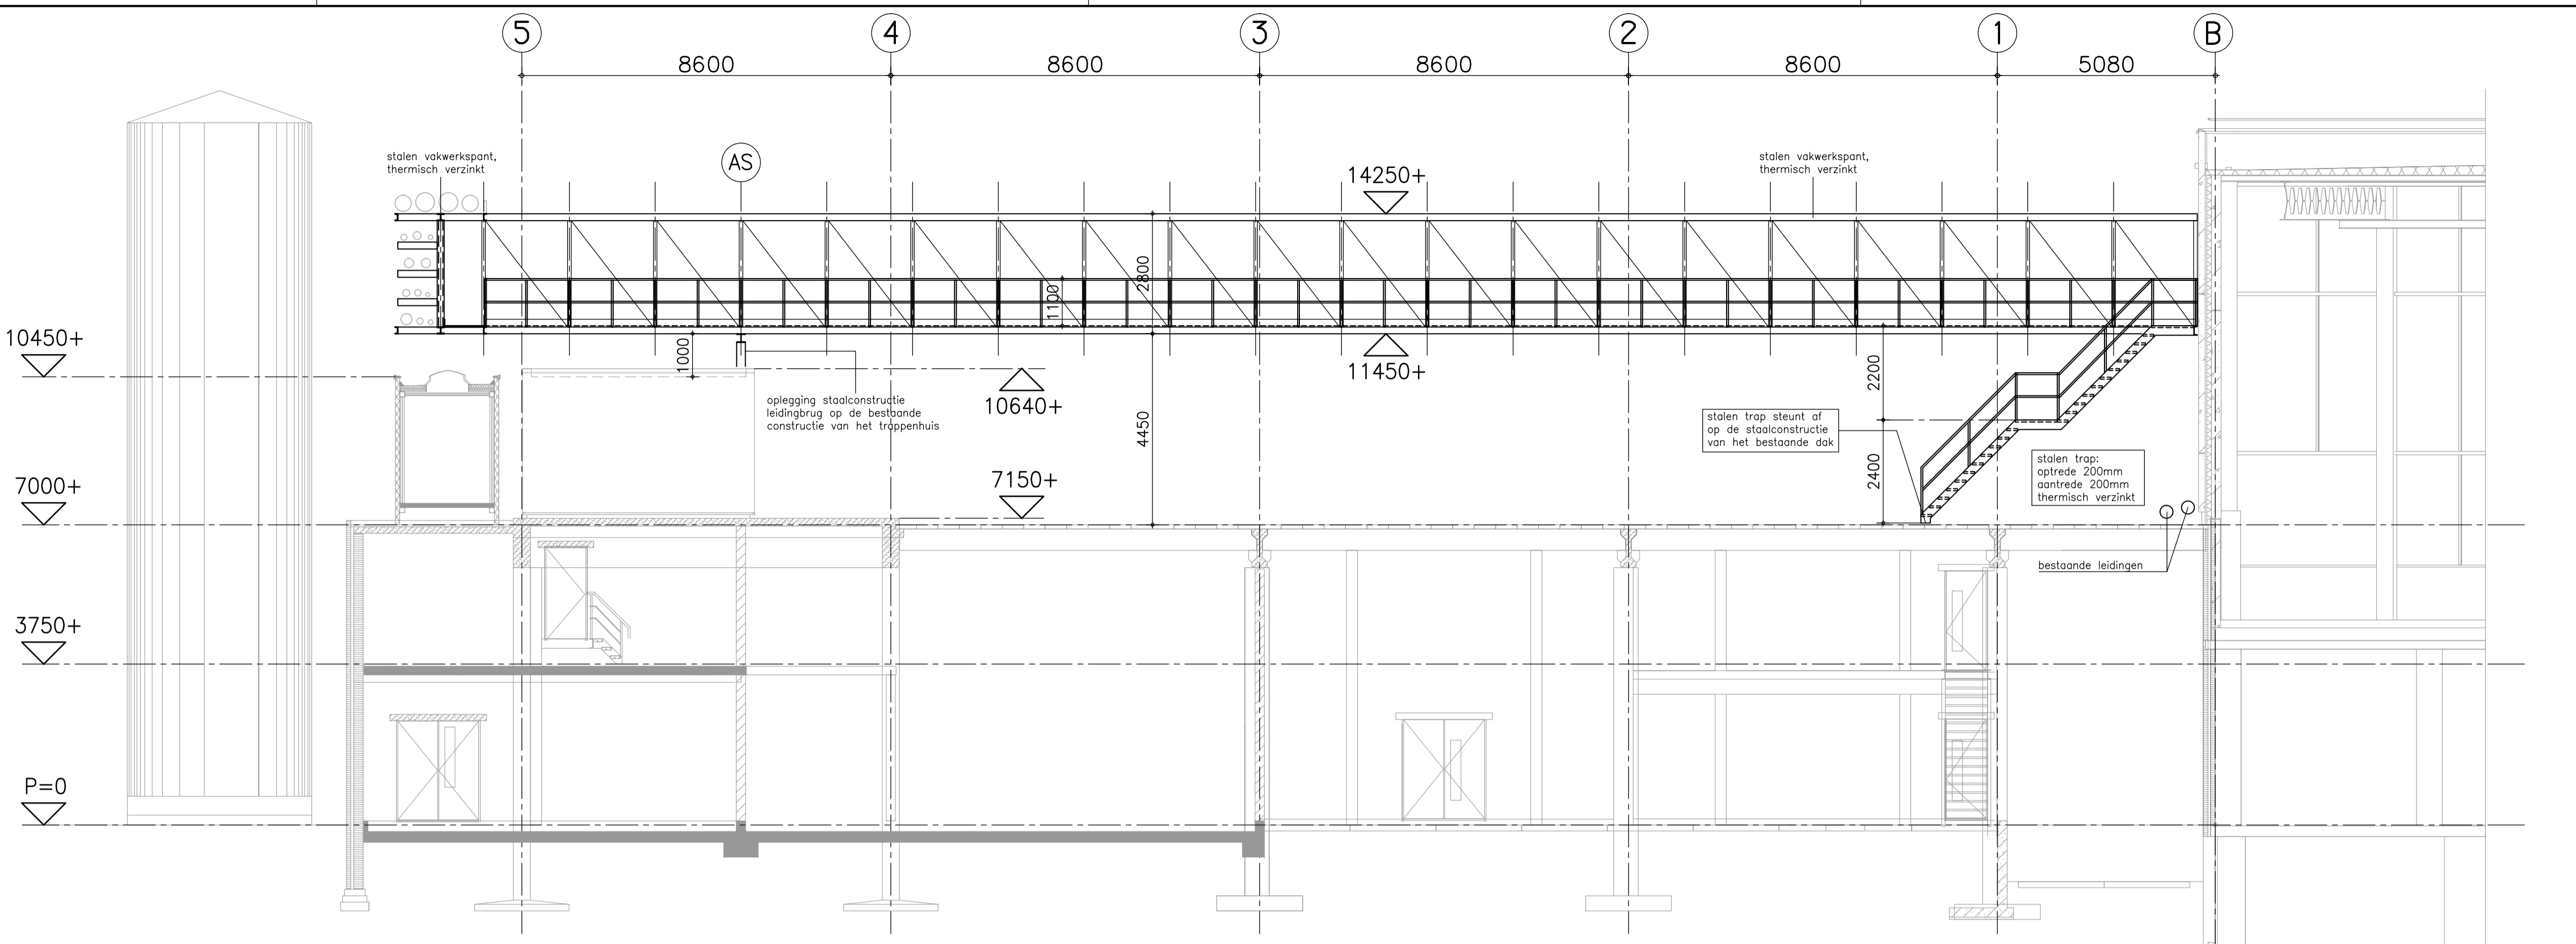 5
4
3
2
1
B
8600
8600
8600
8600
5080
stalen vakwerkspant,
thermisch verzinkt
AS
14250+
stalen vakwerkspant,
thermisch verzinkt
2800
1100
10450+
1000
11450+
10640+
oplegging staalconstructie
leidingbrug op de bestaande
constructie van het trappenhuis
4450
2200
stalen trap steunt af
op de staalconstructie
van het bestaande dak
2400
stalen trap:
optrede 200mm
aantrede 200mm
thermisch verzinkt
7000+
7150+
bestaande leidingen
3750+
P=0